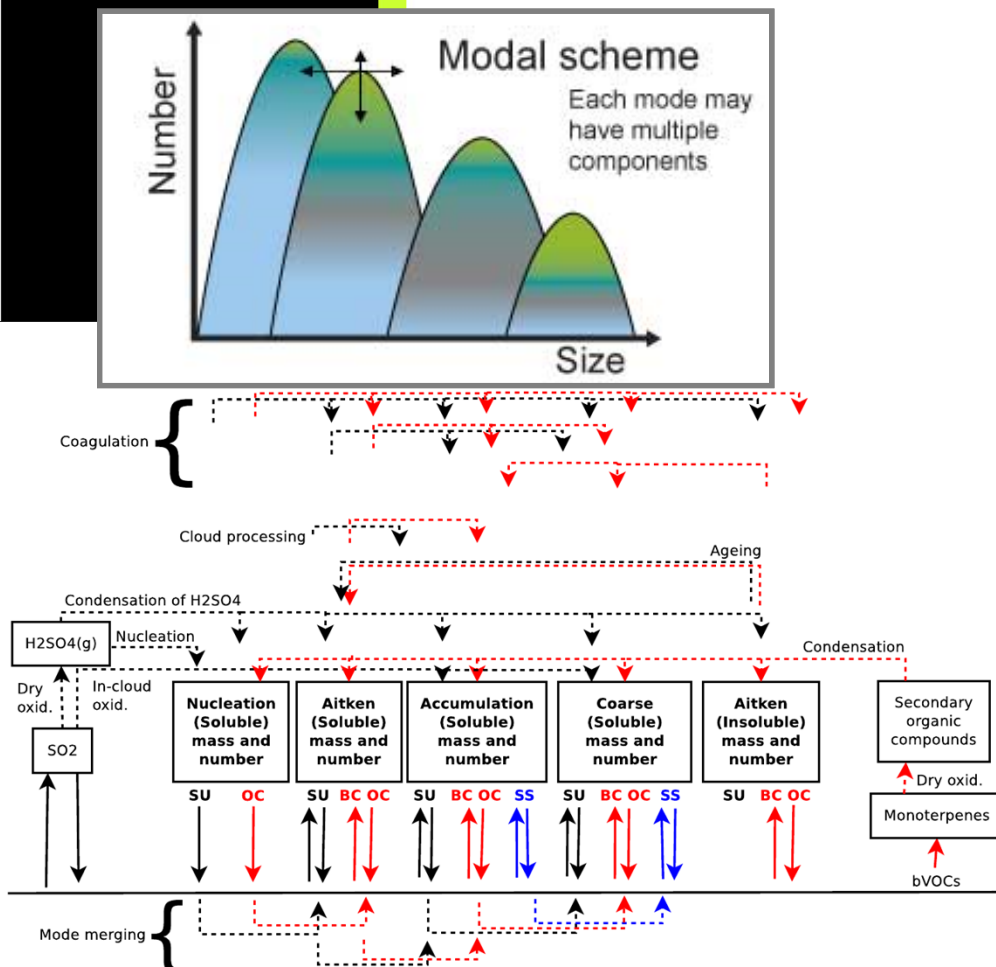 Modal scheme
Each mode may
have multiple
components
Number
Size
Coagulation
Cloud processing
Ageing
Condensation of H2SO4
H2SO4(g)
Nucleation
Condensation
Dry
oxid.
In-cloud
oxid.
SO2
Nucleation
(Soluble)
mass and
number
Aitken
(Soluble)
mass and
number
Accumulation
(Soluble)
mass and
number
Coarse
(Soluble)
mass and
number
Aitken
(Insoluble)
mass and
number
Secondary
organic
compounds
Dry oxid.
Monoterpenes
bVOCs
SU OC SU BC OC SU BC OC SS SU BC OC SS SU BC OC
Mode merging